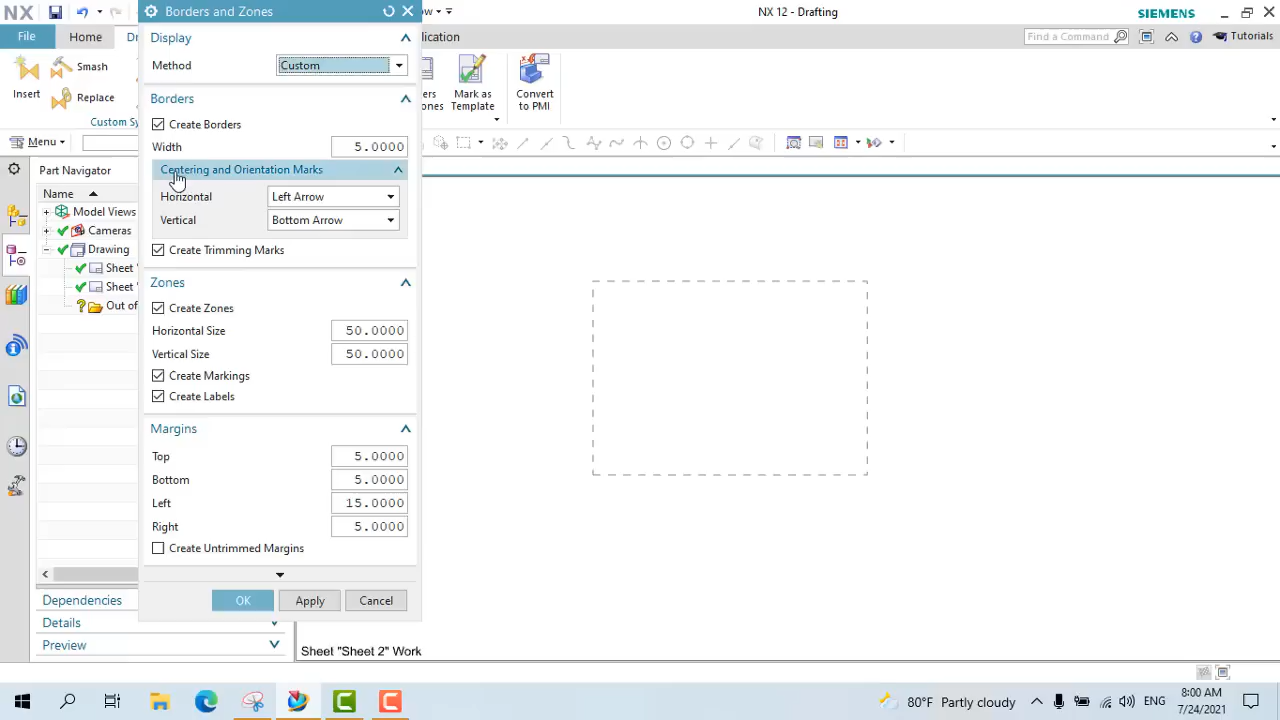 NX
Borders and Zones
NX 12 - Drafting
SIEMENS
File
Home
Dr
lication
Find a Command
Tutorials
Display
Method
Custom
Insert
Smash
Replace
Custom Sy
ers
ones
Mark as
Template
Convert
to PMI
Borders
Create Borders
Width
5.0000
Menu
Centering and Orientation Marks
Horizontal
Left Arrow
Vertical
Bottom Arrow
Create Trimming Marks
Part Navigator
Name
Model Views
Cameras
Drawing
Sheet
Sheet
Out of
Zones
Create Zones
Horizontal Size
50.0000
Vertical Size
50.0000
Create Markings
Create Labels
Margins
Top
5.0000
Bottom
5.0000
Left
15.0000
Right
5.0000
Create Untrimmed Margins
OK
Apply
Cancel
Dependencies
Details
Preview
Sheet "Sheet 2" Work
80°F Partly cloudy
ENG
8:00 AM
7/24/2021